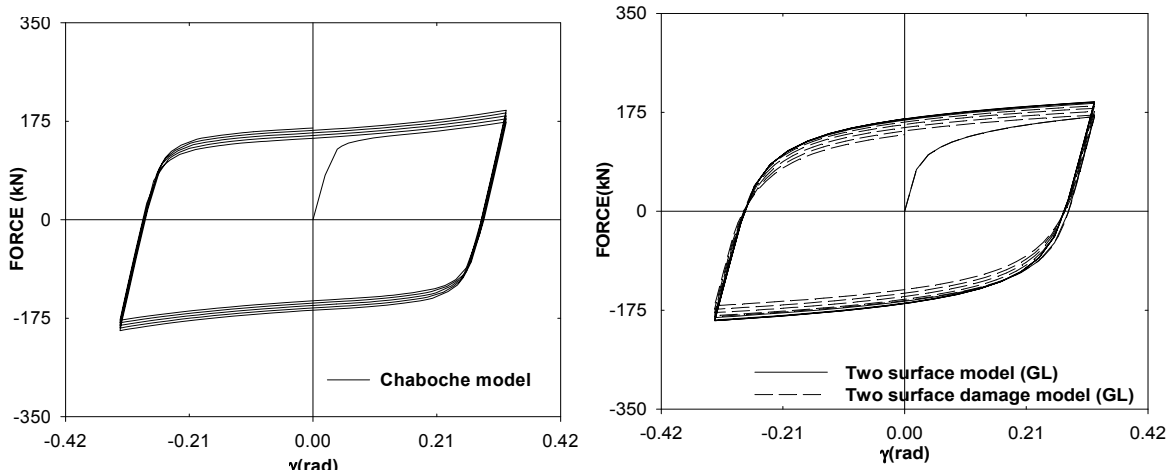 350
175
0
-175
-350
FORCE (kN)
-0.42
-0.21
0.00
0.21
0.42
γ(rad)
Chaboche model
350
175
0
-175
-350
FORCE(kN)
-0.42
-0.21
0.00
0.21
0.42
γ(rad)
Two surface model (GL)
Two surface damage model (GL)